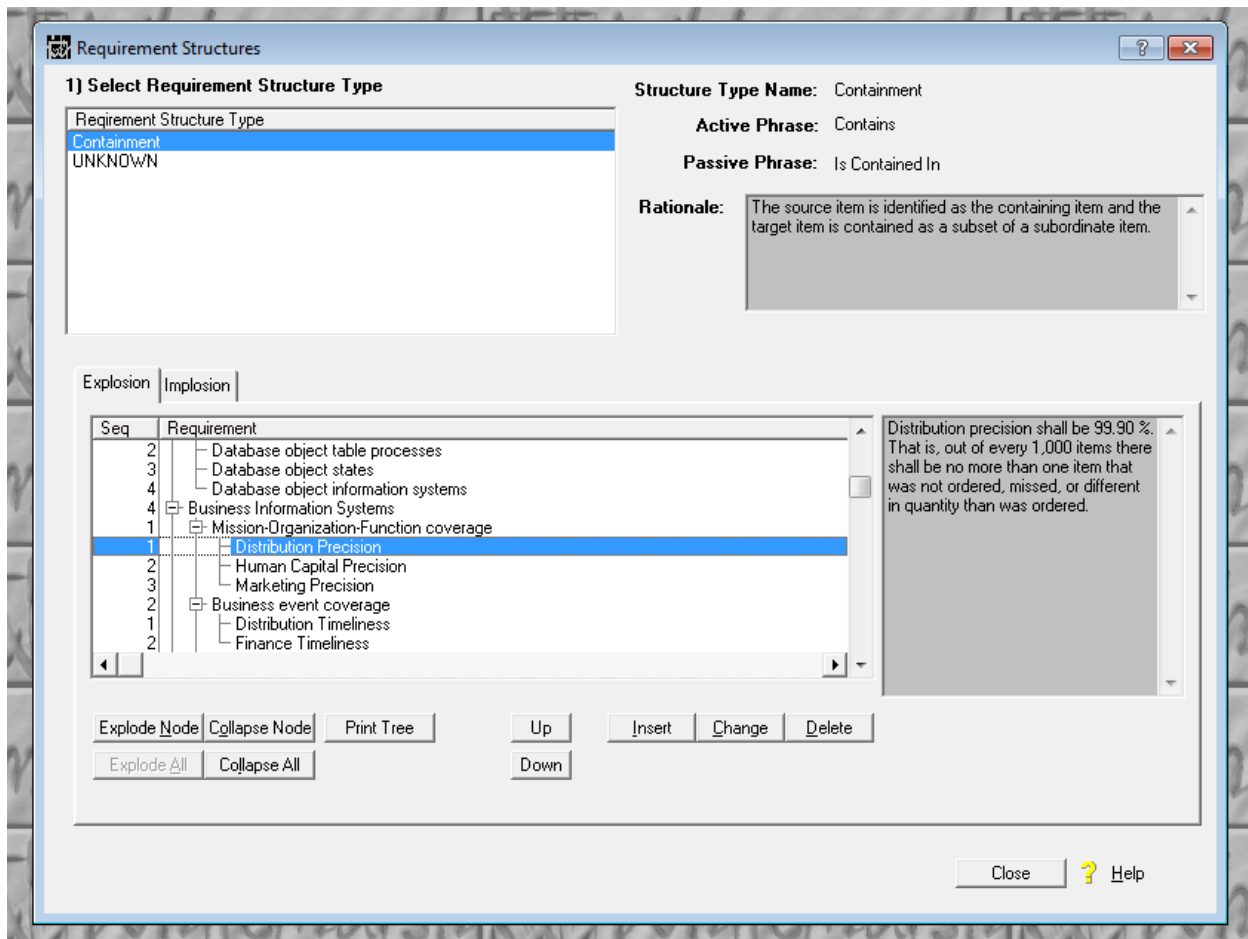 Requirement Structures
1) Select Requirement Structure Type
Reqirement Structure Type
Containment
UNKNOWN
Structure Type Name: Containment
Active Phrase: Contains
Passive Phrase: Is Contained In
Rationale:
The source item is identified as the containing item and the
target item is contained as a subset of a subordinate item.
Explosion Implosion
Seq Requirement
2 Database object table processes
3 Database object states
4 Database object information systems
4 Business Information Systems
1 Mission-Organization-Function coverage
1 Distribution Precision
2 Human Capital Precision
3 Marketing Precision
2 Business event coverage
1 Distribution Timeliness
2 Finance Timeliness
Distribution precision shall be 99.90 %.
That is, out of every 1,000 items there
shall be no more than one item that
was not ordered, missed, or different
in quantity than was ordered.
Explode Node Collapse Node Print Tree Up Insert Change Delete
Explode All Collapse All Down
Close ? Help